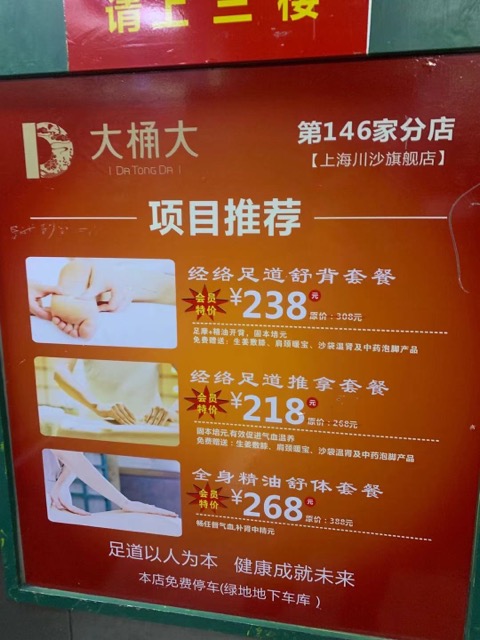 请上二楼
大桶大
DA TONG DA
第146家分店
【上海川沙旗舰店】
项目推荐
经络足道舒背套餐
会员特价
¥238元
原价：308元
足摩+精油开背，固本培元
免费赠送：生姜敷膝、肩颈暖宝、沙袋温肾及中药泡脚产品
经络足道推拿套餐
会员特价
¥218元
原价：268元
固本培元,有效促进气血温养
免费赠送：生姜敷膝、肩颈暖宝、沙袋温肾及中药泡脚产品
全身精油舒体套餐
会员特价
¥268元
原价：388元
畅任督气血,补肾中精元
足道以人为本 健康成就未来
本店免费停车(绿地地下车库）